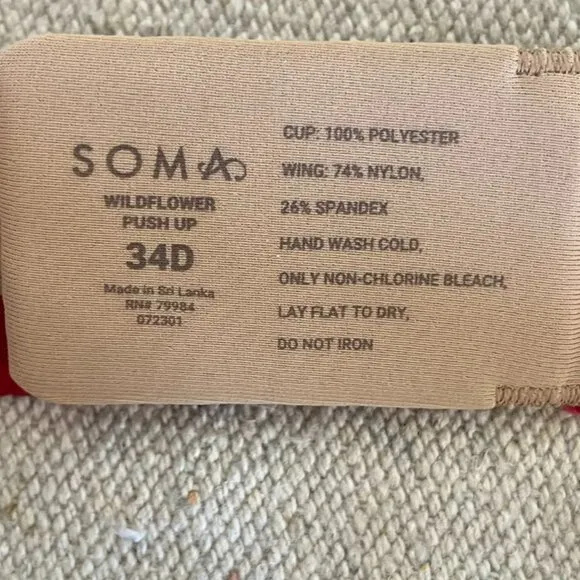 SOMA
WILDFLOWER
PUSH UP
34D
Made in Sri Lanka
RN# 79984
072301
CUP: 100% POLYESTER
WING: 74% NYLON,
26% SPANDEX
HAND WASH COLD,
ONLY NON-CHLORINE BLEACH,
LAY FLAT TO DRY,
DO NOT IRON